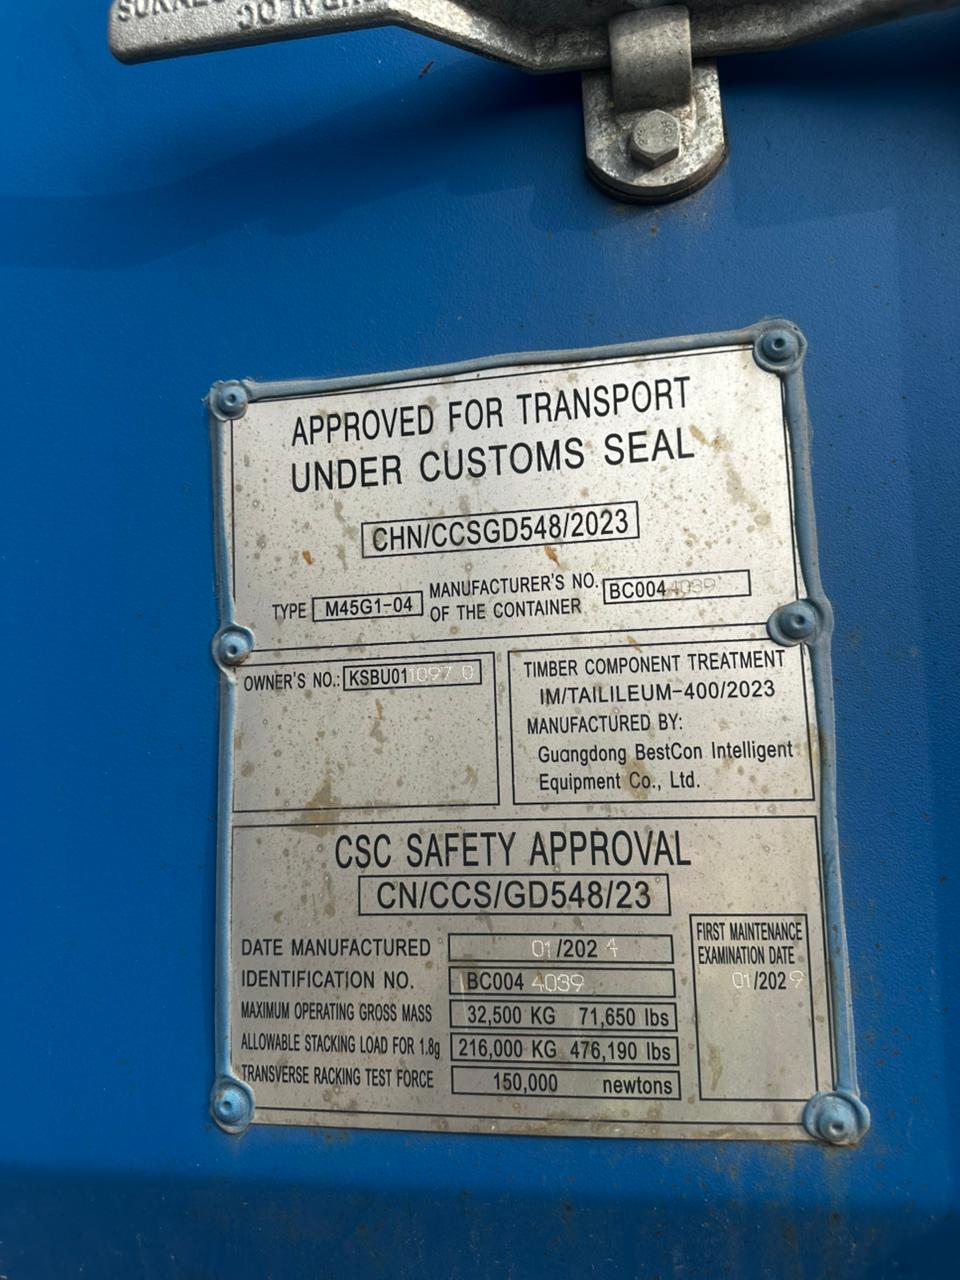 APPROVED FOR TRANSPORT
UNDER CUSTOMS SEAL
CHN/CCSGD548/2023
TYPE M45G1-04 MANUFACTURER'S NO. OF THE CONTAINER BC0044039
OWNER'S NO.: KSBU011097 0
TIMBER COMPONENT TREATMENT
IM/TAILILEUM-400/2023
MANUFACTURED BY:
Guangdong BestCon Intelligent
Equipment Co., Ltd.
CSC SAFETY APPROVAL
CN/CCS/GD548/23
DATE MANUFACTURED 01/2024
IDENTIFICATION NO. BC004 4039
MAXIMUM OPERATING GROSS MASS 32,500 KG 71,650 lbs
ALLOWABLE STACKING LOAD FOR 1.8g 216,000 KG 476,190 lbs
TRANSVERSE RACKING TEST FORCE 150,000 newtons
FIRST MAINTENANCE
EXAMINATION DATE
01/2029